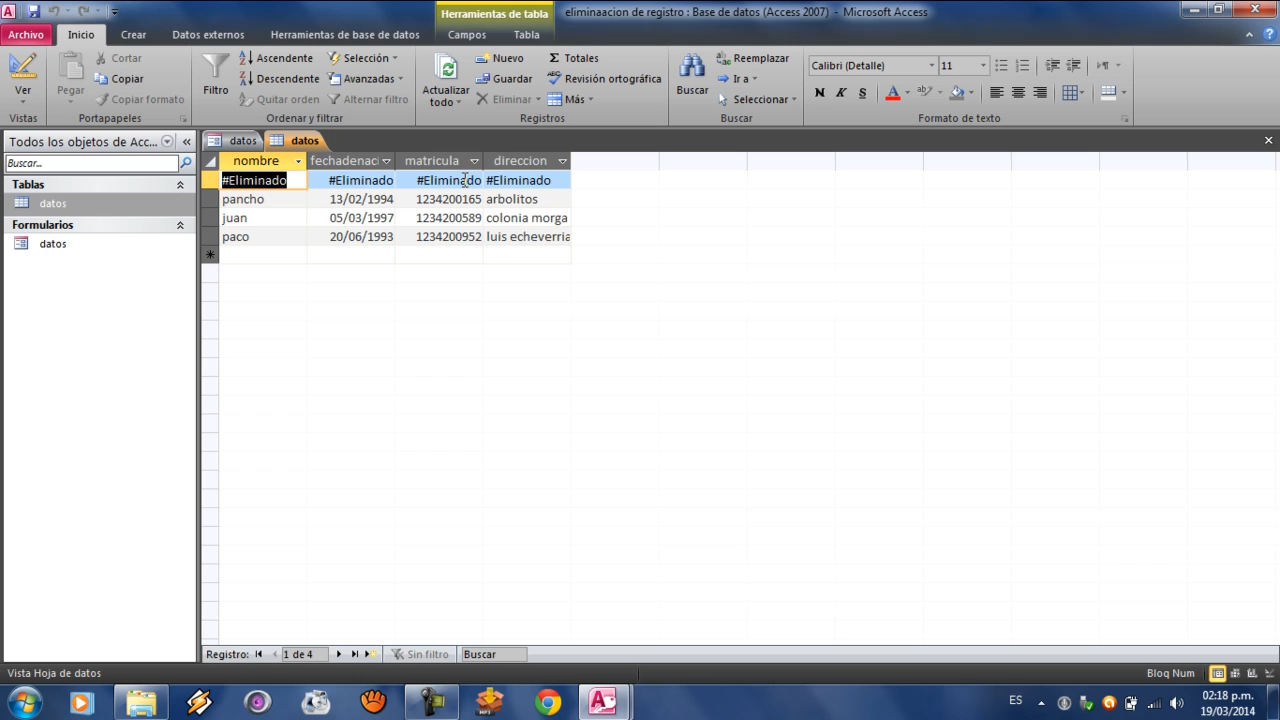 Herramientas de tabla
eliminaacion de registro : Base de datos (Access 2007) - Microsoft Access
Archivo Inicio Crear Datos externos Herramientas de base de datos Campos Tabla
Ver
Vistas
Pegar
Cortar
Copiar
Copiar formato
Portapapeles
Filtro
Ascendente
Descendente
Quitar orden
Selección
Avanzadas
Alternar filtro
Ordenar y filtrar
Actualizar
todo
Nuevo
Guardar
Eliminar
Totales
Revisión ortográfica
Más
Registros
Buscar
Reemplazar
Ir a
Seleccionar
Buscar
Calibri (Detalle) 11
N K S A ab
Formato de texto
Todos los objetos de Acc...
Buscar...
Tablas
datos
Formularios
datos
datos datos
nombre fechadenaci matricula direccion
#Eliminado #Eliminado #Eliminado #Eliminado
pancho 13/02/1994 1234200165 arbolitos
juan 05/03/1997 1234200589 colonia morga
paco 20/06/1993 1234200952 luis echeverria
Registro: 1 de 4 Sin filtro Buscar
Vista Hoja de datos
Bloq Num
MP3
ES
02:18 p.m.
19/03/2014